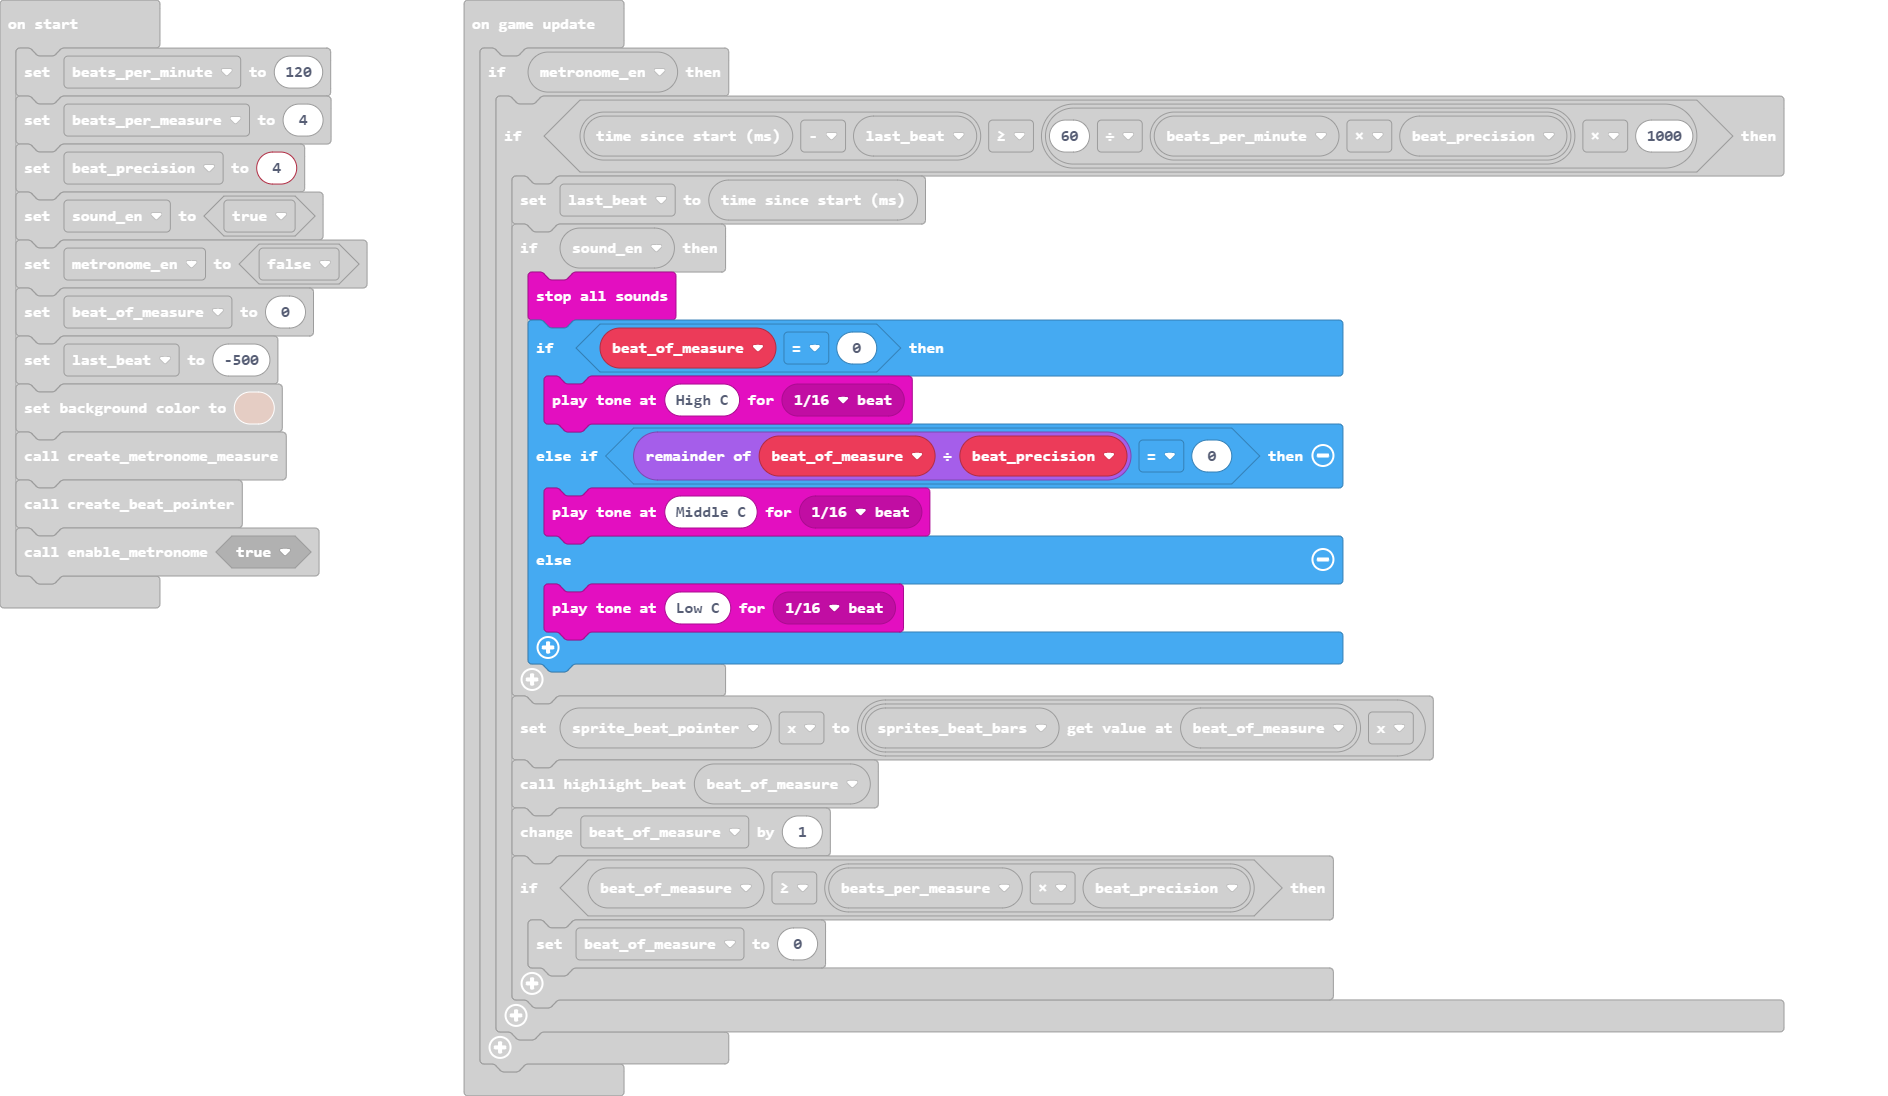 on start
set beats_per_minute to 120
set beats_per_measure to 4
set beat_precision to 4
set sound_en to true
set metronome_en to false
set beat_of_measure to 0
set last_beat to -500
set background color to
call create_metronome_measure
call create_beat_pointer
call enable_metronome true
on game update
if metronome_en then
if time since start (ms) - last_beat ≥ 60 ÷ beats_per_minute × beat_precision × 1000 then
set last_beat to time since start (ms)
if sound_en then
stop all sounds
if beat_of_measure = 0 then
play tone at High C for 1/16 beat
else if remainder of beat_of_measure ÷ beat_precision = 0 then
play tone at Middle C for 1/16 beat
else
play tone at Low C for 1/16 beat
set sprite_beat_pointer x to sprites_beat_bars get value at beat_of_measure x
call highlight_beat beat_of_measure
change beat_of_measure by 1
if beat_of_measure ≥ beats_per_measure × beat_precision then
set beat_of_measure to 0